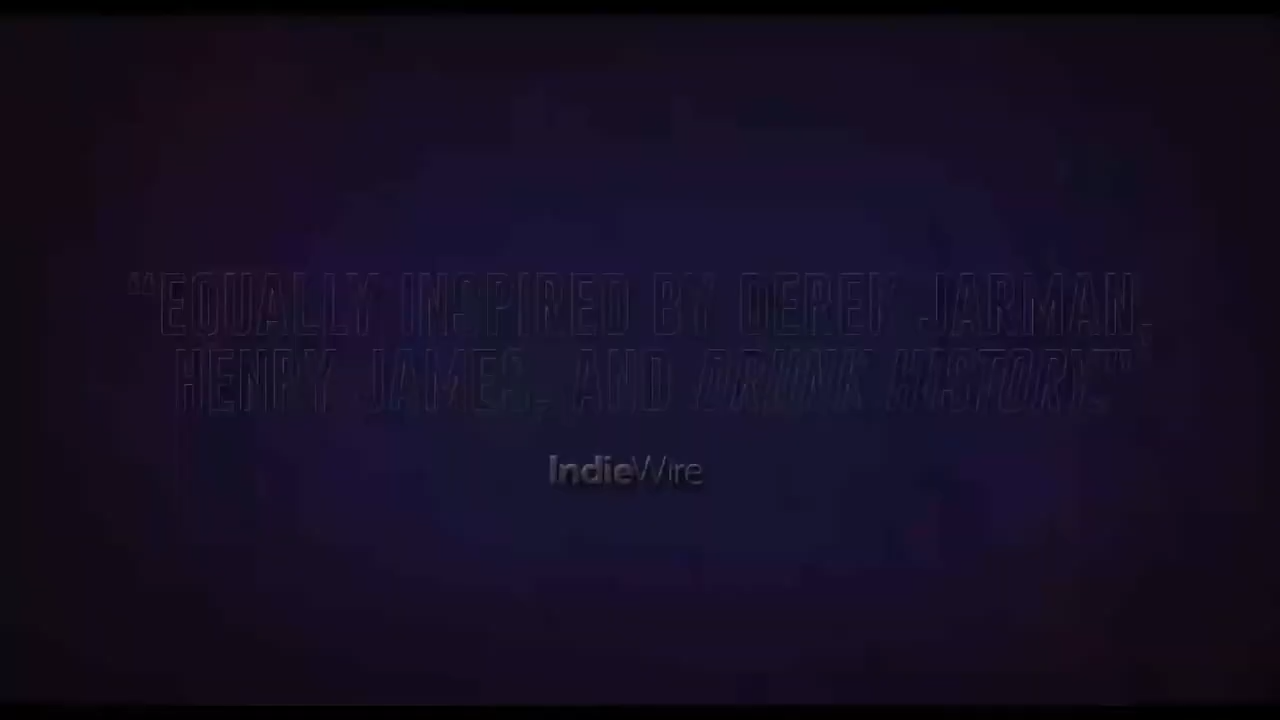 “EQUALLY INSPIRED BY DEREK JARMAN,
HENRY JAMES, AND DRUNK HISTORY.”
IndieWire